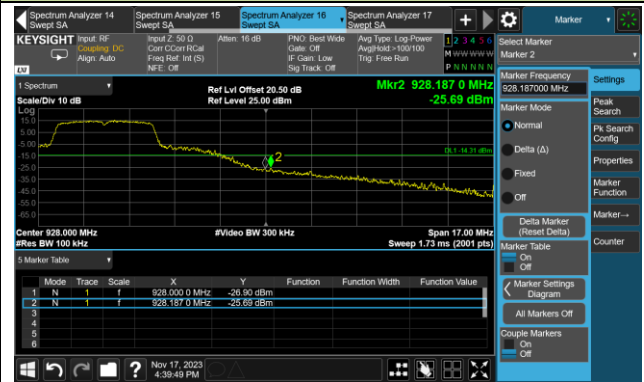 Spectrum Analyzer 14
Swept SA
Spectrum Analyzer 15
Swept SA
Spectrum Analyzer 16
Swept SA
Spectrum Analyzer 17
Swept SA
+
Marker
KEYSIGHT
Input: RF
Coupling: DC
Align: Auto
Input Z: 50 Ω
Corr CCorr RCal
Freq Ref: Int (S)
NFE: Off
Atten: 16 dB
PNO: Best Wide
Gate: Off
IF Gain: Low
Sig Track: Off
Avg Type: Log-Power
Avg|Hold:>100/100
Trig: Free Run
1 2 3 4 5 6
M W W W W W
P N N N N N
LXI
1 Spectrum
Scale/Div 10 dB
Log
Ref Lvl Offset 20.50 dB
Ref Level 25.00 dBm
Mkr2 928.187 0 MHz
-25.69 dBm
15.0
5.00
-5.00
-15.0
-25.0
-35.0
-45.0
-55.0
-65.0
2
DL1 -14.31 dBm
Center 928.000 MHz
#Res BW 100 kHz
#Video BW 300 kHz
Span 17.00 MHz
Sweep 1.73 ms (2001 pts)
5 Marker Table
Mode Trace Scale X Y Function Function Width Function Value
1 N 1 f 928.000 0 MHz -26.90 dBm
2 N 1 f 928.187 0 MHz -25.69 dBm
3
4
5
6
Select Marker
Marker 2
Marker Frequency
928.187000 MHz
Marker Mode
Normal
Delta (Δ)
Fixed
Off
Delta Marker
(Reset Delta)
Marker Table
On
Off
Marker Settings
Diagram
All Markers Off
Couple Markers
On
Off
Settings
Peak
Search
Pk Search
Config
Properties
Marker
Function
Marker→
Counter
?
Nov 17, 2023
4:39:49 PM